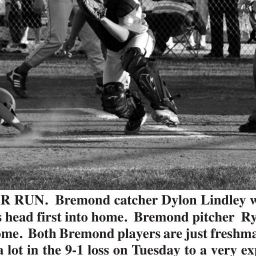 R RUN. Bremond catcher Dylon Lindley w
s head first into home. Bremond pitcher Ry
ome. Both Bremond players are just freshma
a lot in the 9-1 loss on Tuesday to a very exp